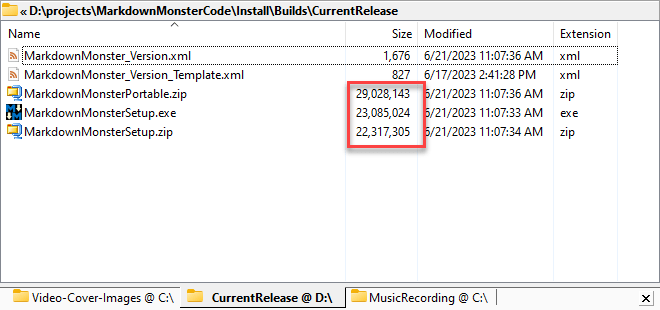 « D:\projects\MarkdownMonsterCode\Install\Builds\CurrentRelease
Name Size Modified Extension
MarkdownMonster_Version.xml 1,676 6/21/2023 11:07:36 AM xml
MarkdownMonster_Version_Template.xml 827 6/17/2023 2:41:28 PM xml
MarkdownMonsterPortable.zip 29,028,143 6/21/2023 11:07:36 AM zip
MarkdownMonsterSetup.exe 23,085,024 6/21/2023 11:07:33 AM exe
MarkdownMonsterSetup.zip 22,317,305 6/21/2023 11:07:34 AM zip
Video-Cover-Images @ C:\ CurrentRelease @ D:\ MusicRecording @ C:\